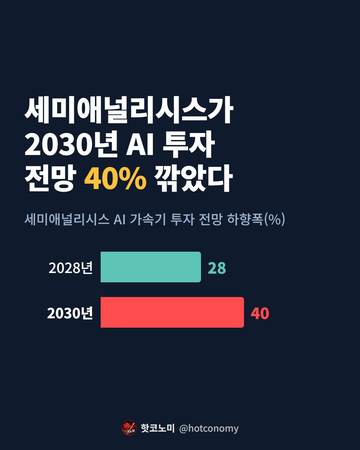 세미애널리시스가
2030년 AI 투자
전망 40% 깎았다
세미애널리시스 AI 가속기 투자 전망 하향폭(%)
2028년 28
2030년 40
핫코노미 @hotconomy